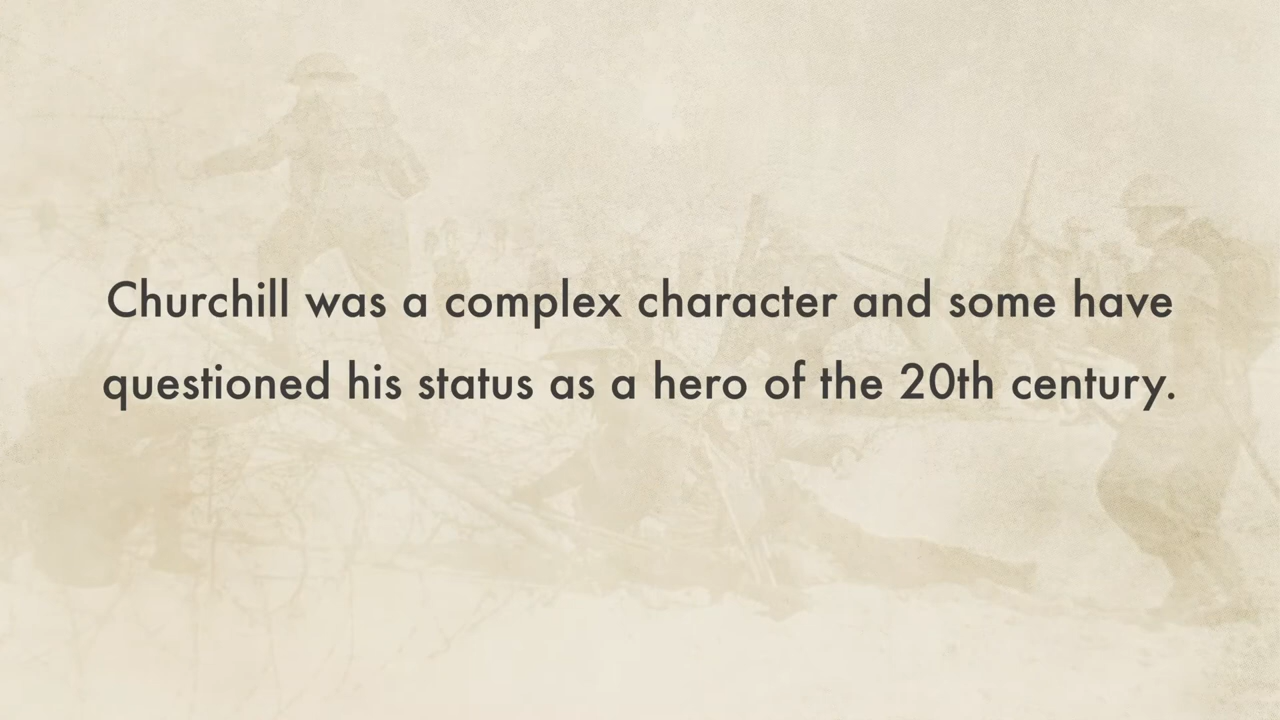 Churchill was a complex character and some have
questioned his status as a hero of the 20th century.